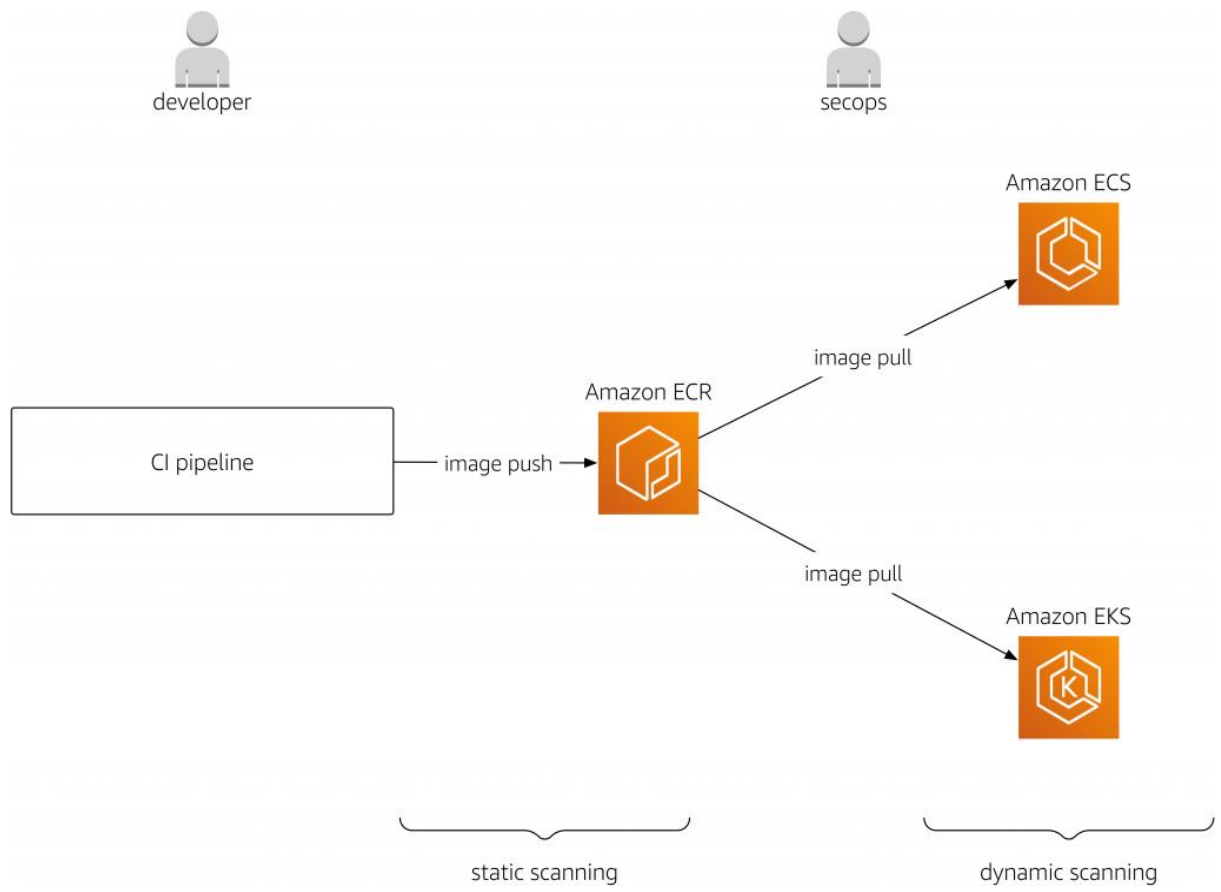 developer
secops
Amazon ECS
image pull
Amazon ECR
CI pipeline
image push
image pull
Amazon EKS
K
static scanning
dynamic scanning